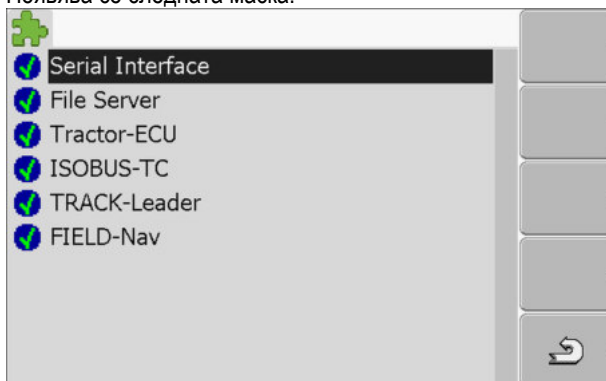 Появява се следната маска:
Serial Interface
File Server
Tractor-ECU
ISOBUS-TC
TRACK-Leader
FIELD-Nav